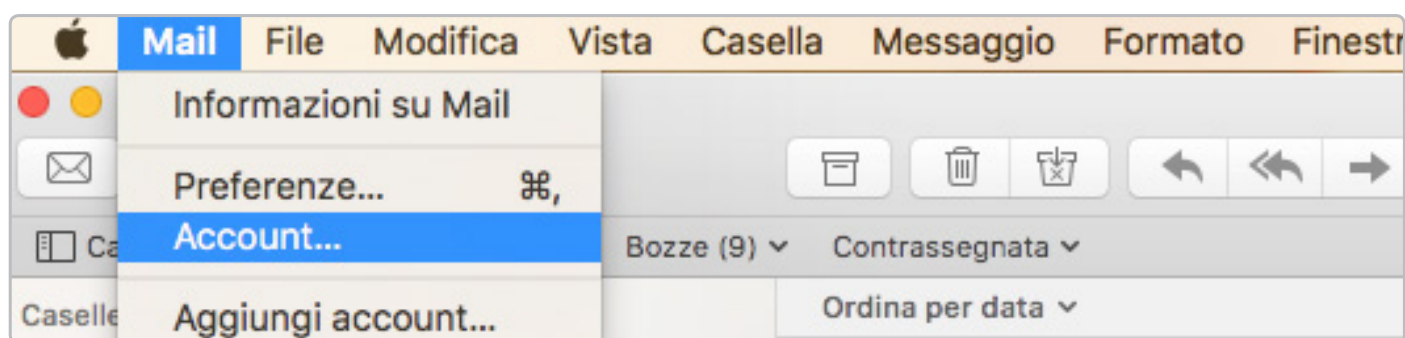 Mail File Modifica Vista Casella Messaggio Formato
Informazioni su Mail
Preferenze... ⌘,
Account...
Bozze (9) Contrassegnata
Aggiungi account...
Ordina per data